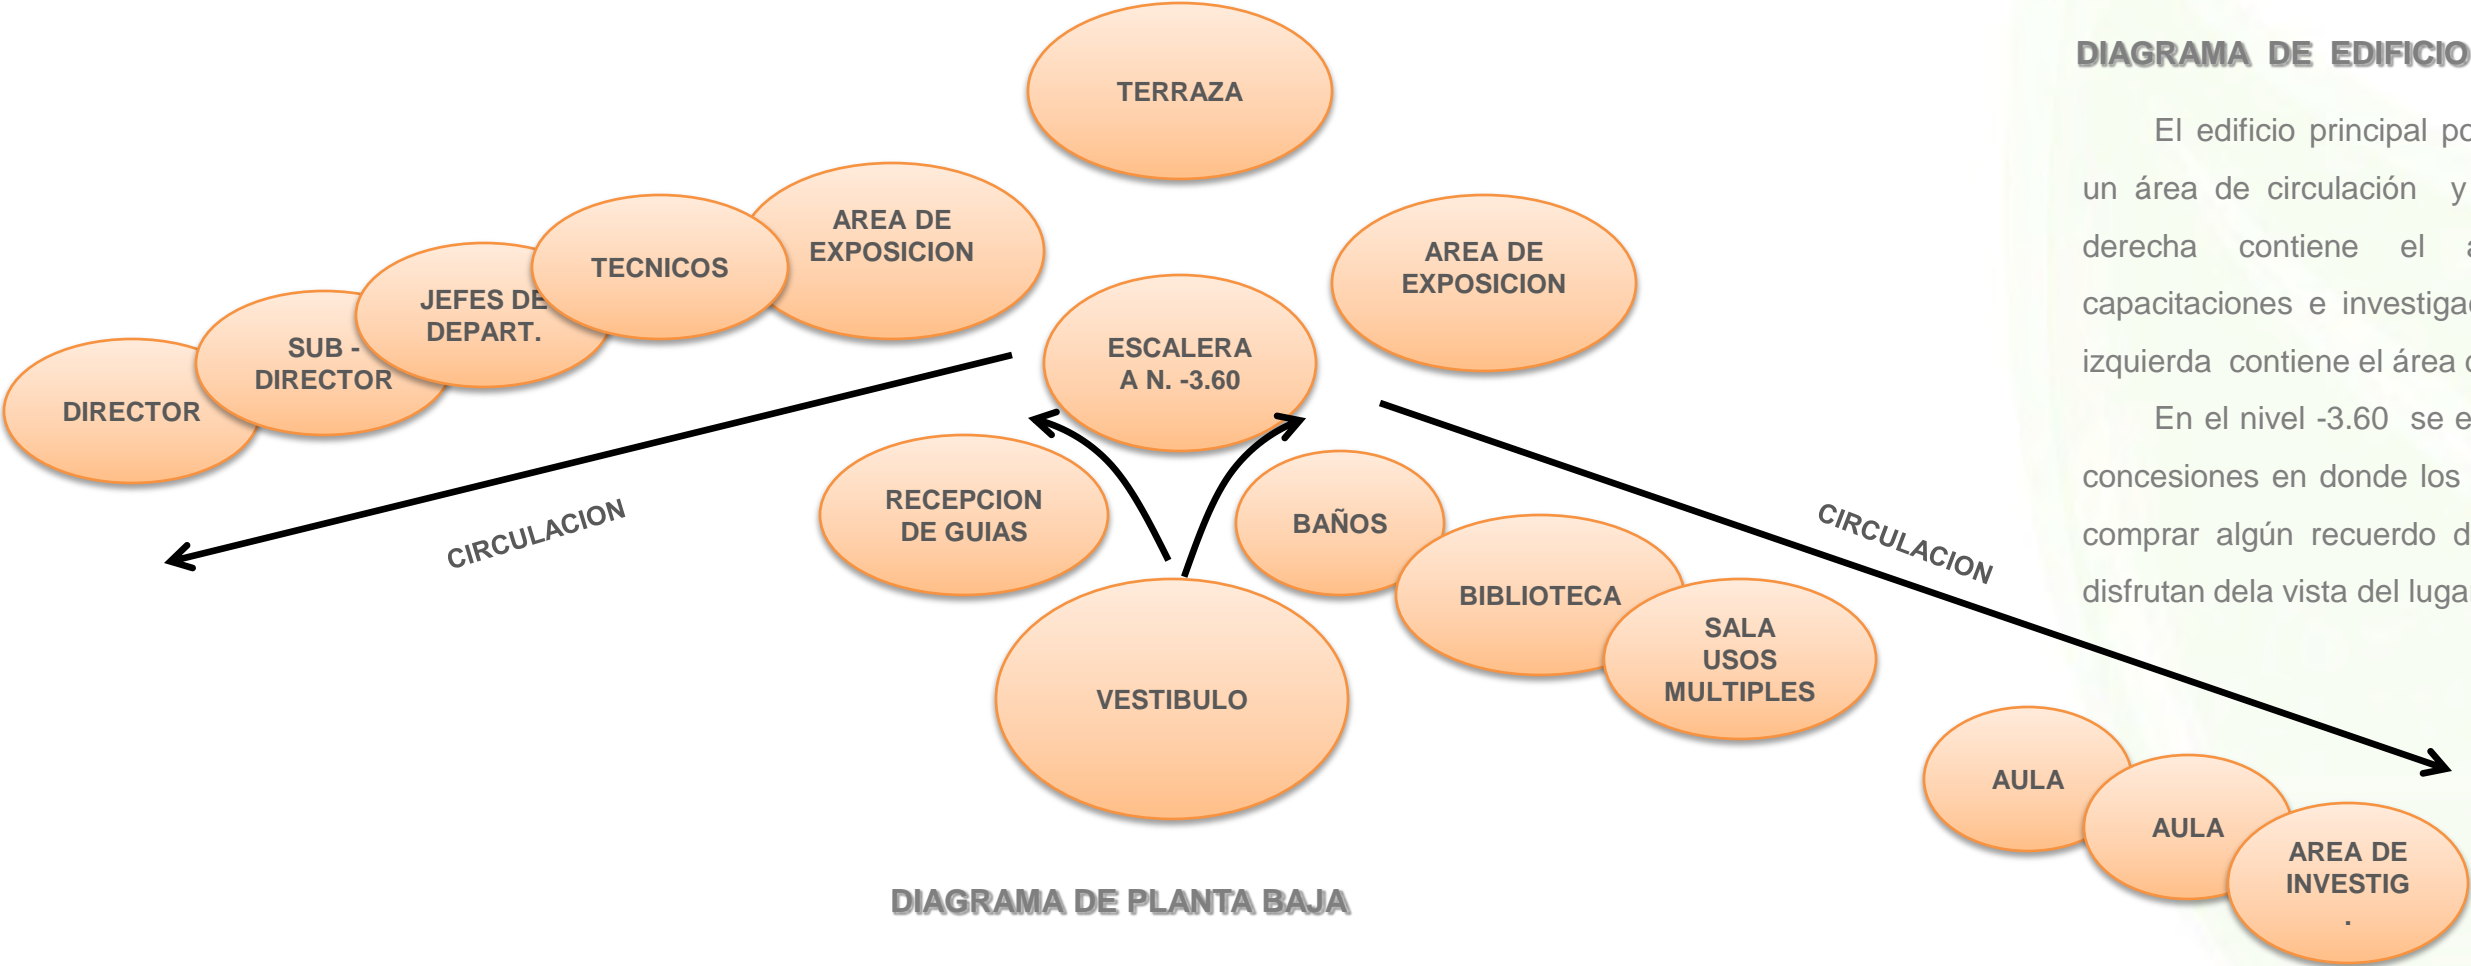 TERRAZA
AREA DE
EXPOSICION
TECNICOS
JEFES DE
DEPART.
SUB -
DIRECTOR
DIRECTOR
AREA DE
EXPOSICION
ESCALERA
A N. -3.60
CIRCULACION
RECEPCION
DE GUIAS
BAÑOS
BIBLIOTECA
SALA
USOS
MULTIPLES
CIRCULACION
VESTIBULO
AULA
AULA
AREA DE
INVESTIG
.
DIAGRAMA DE PLANTA BAJA
DIAGRAMA DE EDIFICIO
El edificio principal
un área de circulación y
derecha contiene el
capacitaciones e
izquierda contiene el área
En el nivel -3.60 se
concesiones en donde los
comprar algún recuerdo
disfrutan dela vista del